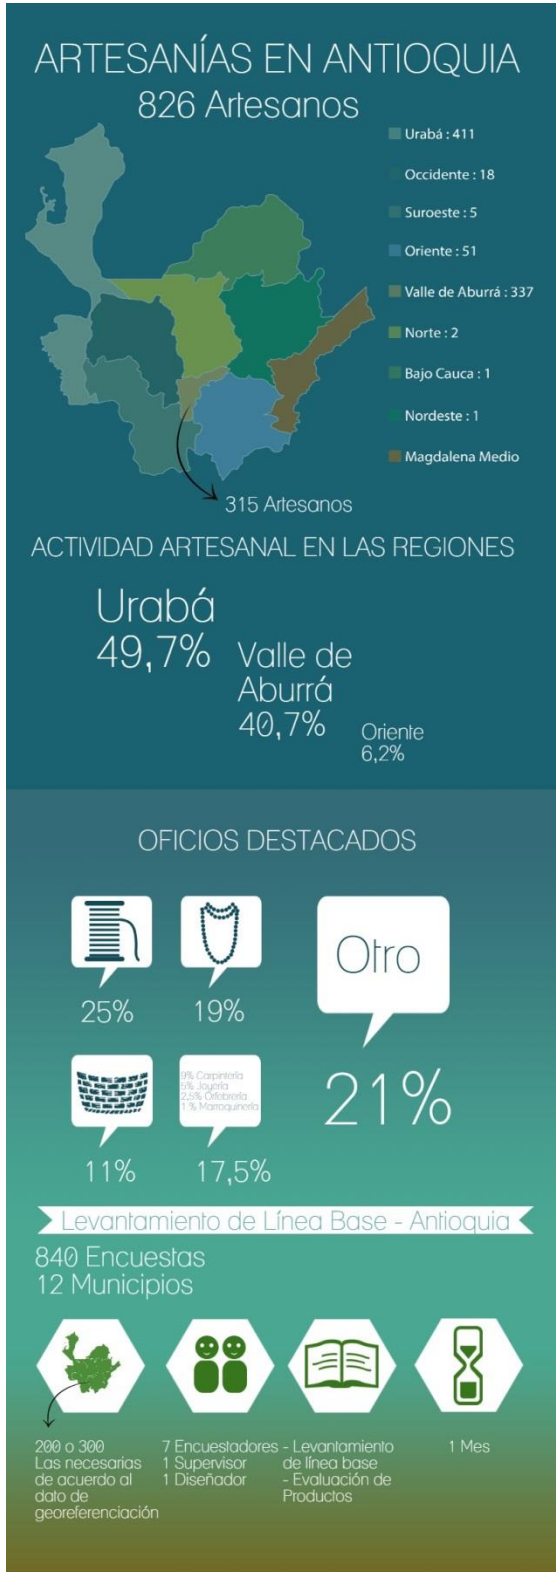 ARTESANÍAS EN ANTIOQUIA
826 Artesanos
Urabá : 411
Occidente : 18
Suroeste : 5
Oriente : 51
Valle de Aburrá : 337
Norte : 2
Bajo Cauca : 1
Nordeste : 1
Magdalena Medio
315 Artesanos
ACTIVIDAD ARTESANAL EN LAS REGIONES
Urabá
49,7%
Valle de
Aburrá
40,7%
Oriente
6,2%
OFICIOS DESTACADOS
25%
19%
Otro
21%
11%
9% Carpintería
5% Joyería
2,5% Orfebrería
1 % Marroquinería
17,5%
Levantamiento de Línea Base - Antioquia
840 Encuestas
12 Municipios
200 o 300
Las necesarias
de acuerdo al
dato de
georeferenciación
7 Encuestadores
1 Supervisor
1 Diseñador
- Levantamiento
de línea base
- Evaluación de
Productos
1 Mes